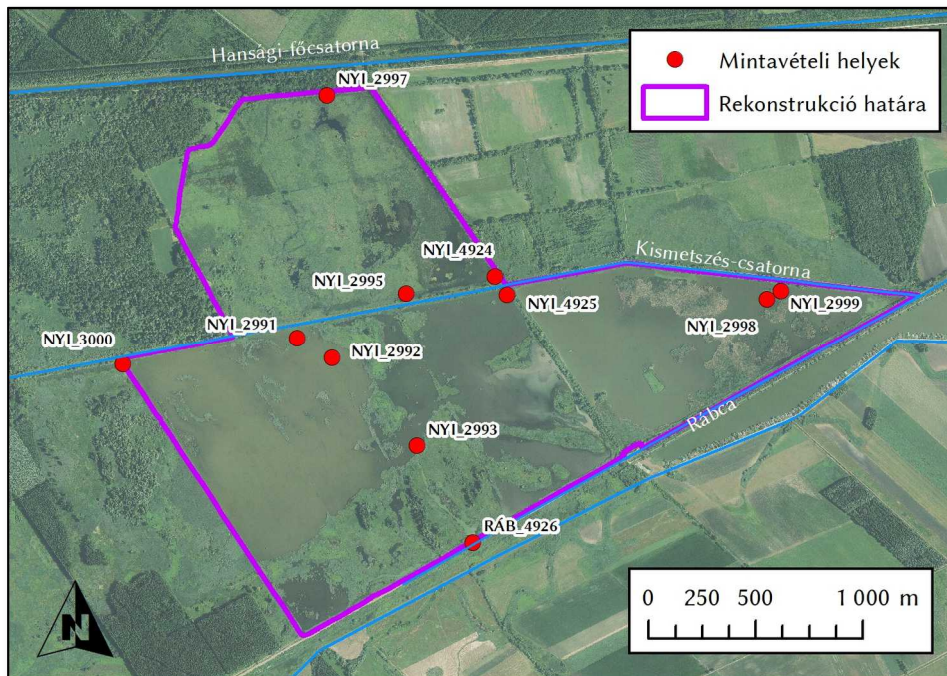 Hansági-főcsatorna
NYI_2997
Mintavételi helyek
Rekonstrukció határa
NYI_4924
Kismetszés-csatorna
NYI_2995
NYI_4925
NYI_2999
NYI_2998
NYI_2991
NYI_3000
NYI_2992
Rábca
NYI_2993
RÁB_4926
0 250 500 1 000 m
N